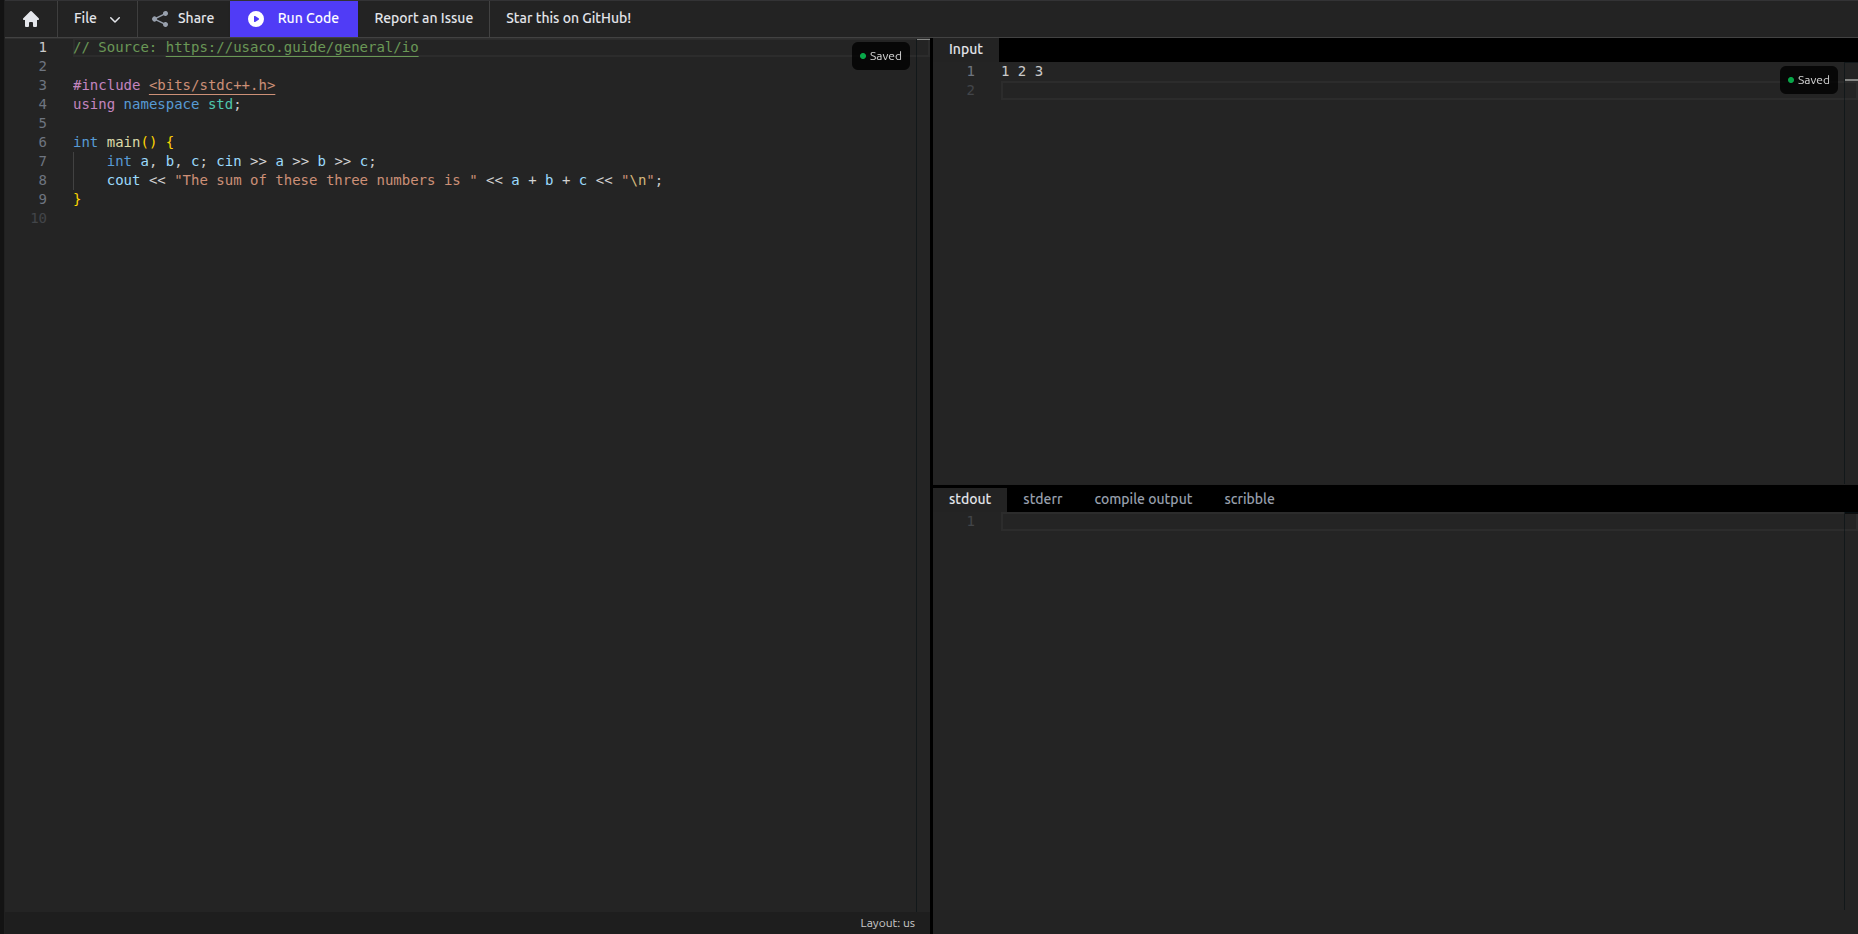 File Share Run Code Report an Issue Star this on GitHub!
1 // Source: https://usaco.guide/general/io
Saved
2
3 #include <bits/stdc++.h>
4 using namespace std;
5
6 int main() {
7     int a, b, c; cin >> a >> b >> c;
8     cout << "The sum of these three numbers is " << a + b + c << "\n";
9 }
10
Layout: us
Input
1 1 2 3
Saved
2
stdout stderr compile output scribble
1